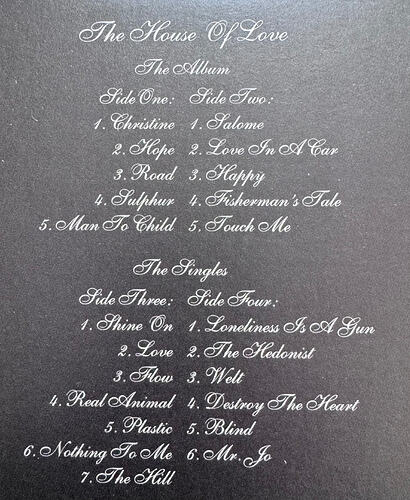 The House Of Love
The Album
Side One: Side Two:
1. Christine 1. Salome
2. Hope 2. Love In A Car
3. Road 3. Happy
4. Sulphur 4. Fisherman's Tale
5. Man To Child 5. Touch Me
The Singles
Side Three: Side Four:
1. Shine On 1. Loneliness Is A Gun
2. Love 2. The Hedonist
3. Flow 3. Welt
4. Real Animal 4. Destroy The Heart
5. Plastic 5. Blind
6. Nothing To Me 6. Mr. Jo
7. The Hill